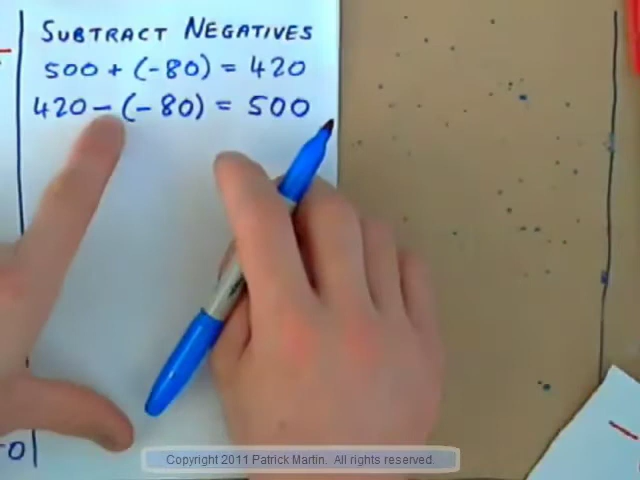 SUBTRACT NEGATIVES
500 + (-80) = 420
420 - (-80) = 500
Copyright 2011 Patrick Martin. All rights reserved.